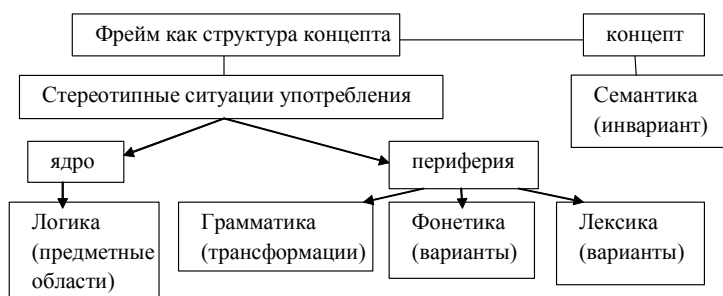 Фрейм как структура концепта
концепт
Стереотипные ситуации употребления
Семантика
(инвариант)
ядро
периферия
Логика
(предметные
области)
Грамматика
(трансформации)
Фонетика
(варианты)
Лексика
(варианты)